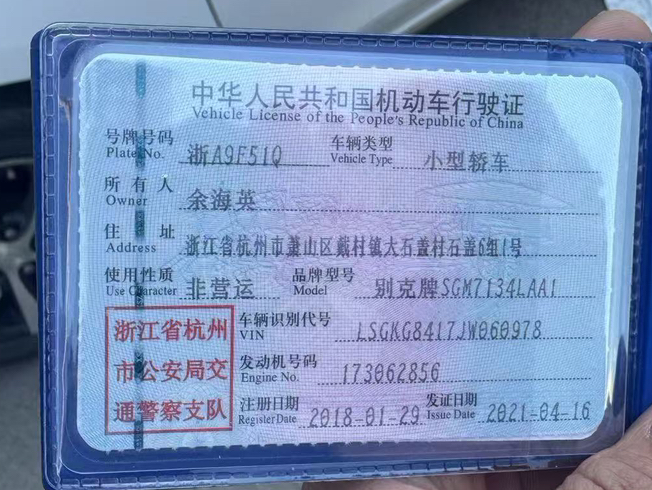 中华人民共和国机动车行驶证
Vehicle License of the People's Republic of China
号牌号码 浙A9F51Q 车辆类型 小型轿车
Plate No. Vehicle Type
所有人 余海英
Owner
住址 浙江省杭州市萧山区戴村镇大石盖村石盖6组1号
Address
使用性质 非营运 品牌型号 别克牌SGM7134LAA1
Use Character Model
浙江省杭州
市公安局交
通警察支队
车辆识别代号 LSGKG8417JW060978
VIN
发动机号码 173062856
Engine No.
注册日期 2018-01-29 发证日期 2021-04-16
Register Date Issue Date